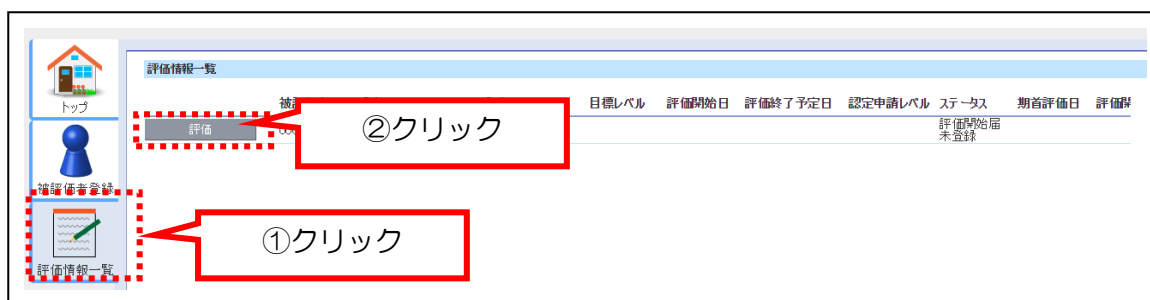 トップ
被評価者登録
評価情報一覧
評価情報一覧
目標レベル 評価開始日 評価終了予定日 認定申請レベル ステータス 期首評価日
評価
評価開始届
未登録
②クリック
①クリック